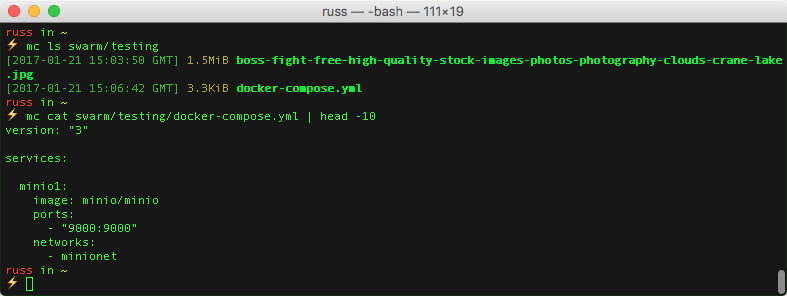 russ — -bash — 111×19
russ in ~
⚡ mc ls swarm/testing
[2017-01-21 15:03:50 GMT] 1.5MiB boss-fight-free-high-quality-stock-images-photos-photography-clouds-crane-lake
.jpg
[2017-01-21 15:06:42 GMT] 3.3KiB docker-compose.yml
russ in ~
⚡ mc cat swarm/testing/docker-compose.yml | head -10
version: "3"
services:
minio1:
image: minio/minio
ports:
- "9000:9000"
networks:
- minionet
russ in ~
⚡